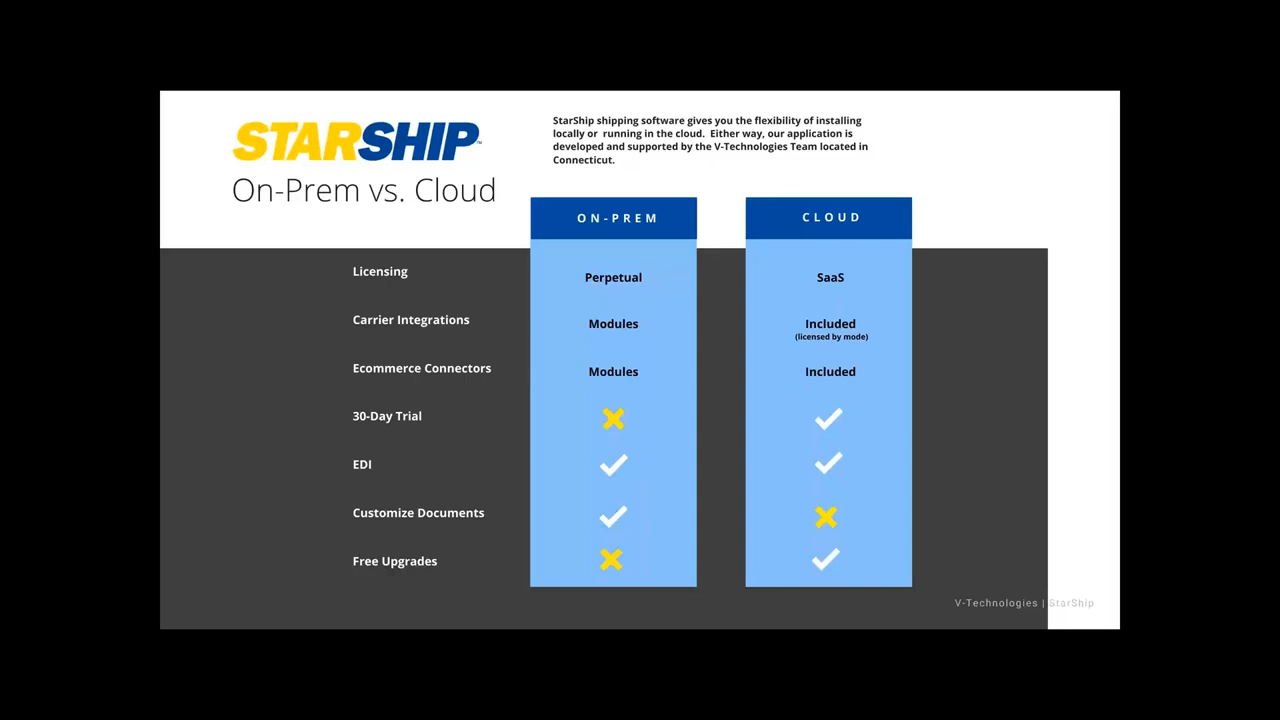 STARSHIP™
On-Prem vs. Cloud
StarShip shipping software gives you the flexibility of installing
locally or running in the cloud. Either way, our application is
developed and supported by the V-Technologies Team located in
Connecticut.
ON-PREM CLOUD
Licensing Perpetual SaaS
Carrier Integrations Modules Included
(licensed by mode)
Ecommerce Connectors Modules Included
30-Day Trial
EDI
Customize Documents
Free Upgrades
V-Technologies | StarShip